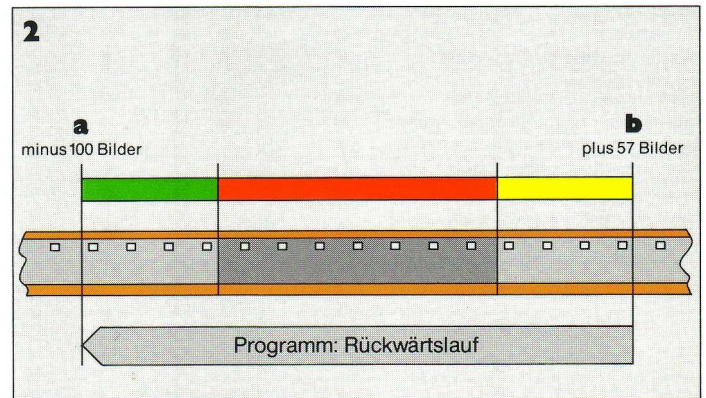 2
a
minus 100 Bilder
b
plus 57 Bilder
Programm: Rückwärtslauf